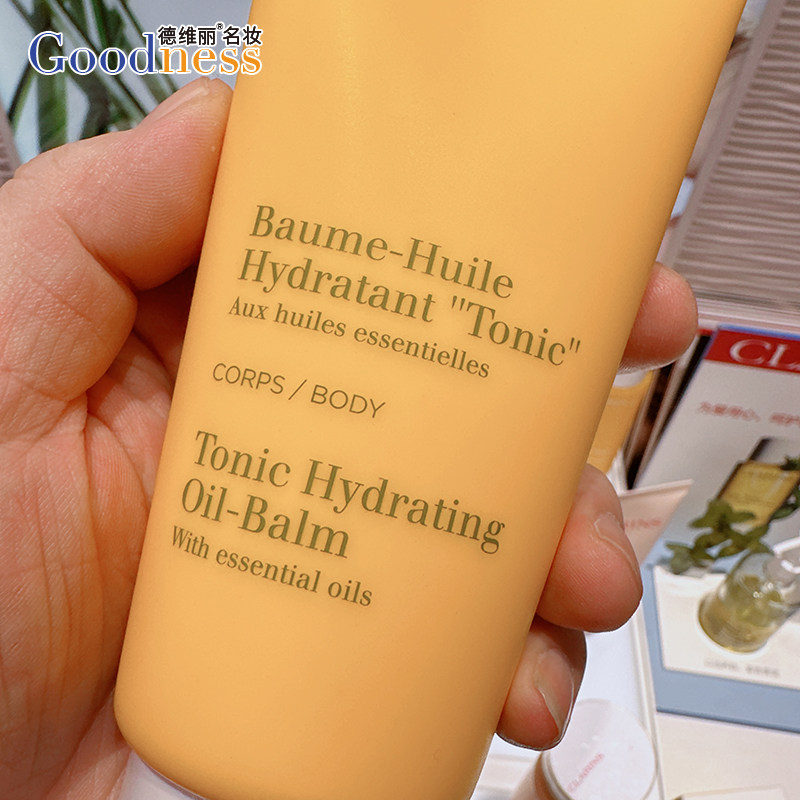 德维丽®名妆
Goodness
Baume-Huile
Hydratant "Tonic"
Aux huiles essentielles
CORPS / BODY
Tonic Hydrating
Oil-Balm
With essential oils
CLA
CLARINS